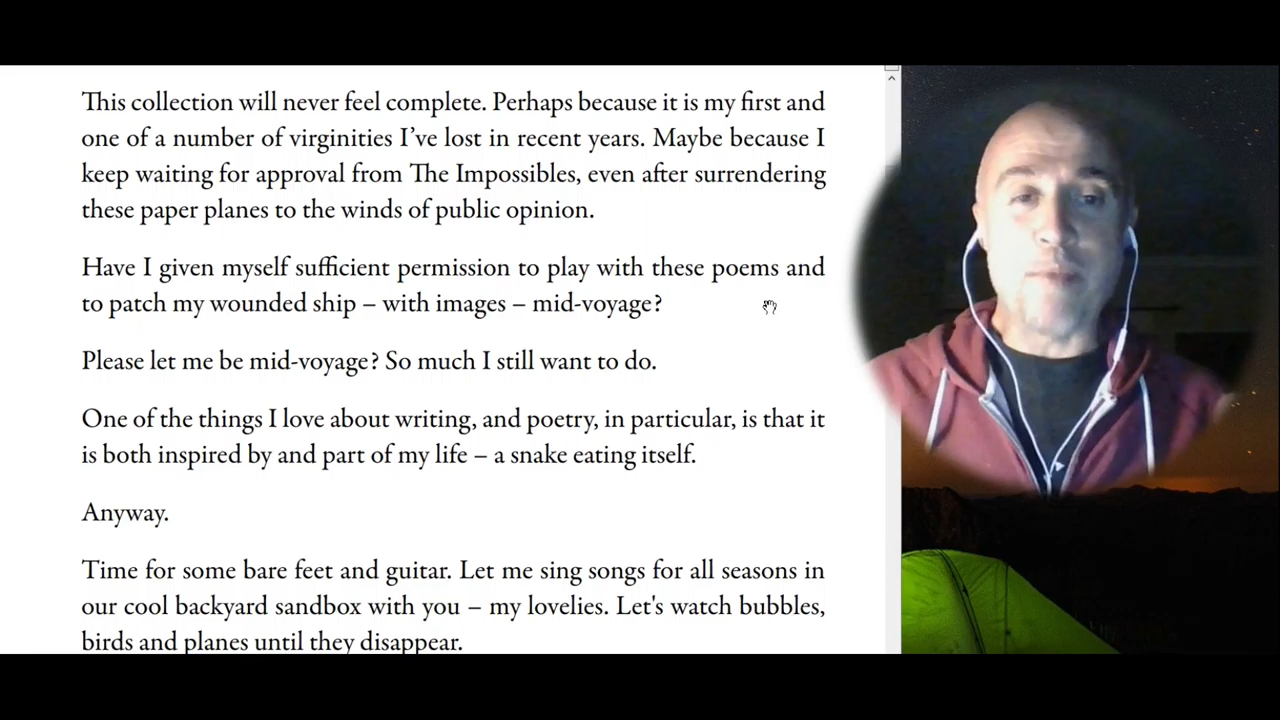 This collection will never feel complete. Perhaps because it is my first and
one of a number of virginities I’ve lost in recent years. Maybe because I
keep waiting for approval from The Impossibles, even after surrendering
these paper planes to the winds of public opinion.
Have I given myself sufficient permission to play with these poems and
to patch my wounded ship – with images – mid-voyage?
Please let me be mid-voyage? So much I still want to do.
One of the things I love about writing, and poetry, in particular, is that it
is both inspired by and part of my life – a snake eating itself.
Anyway.
Time for some bare feet and guitar. Let me sing songs for all seasons in
our cool backyard sandbox with you – my lovelies. Let's watch bubbles,
birds and planes until they disappear.